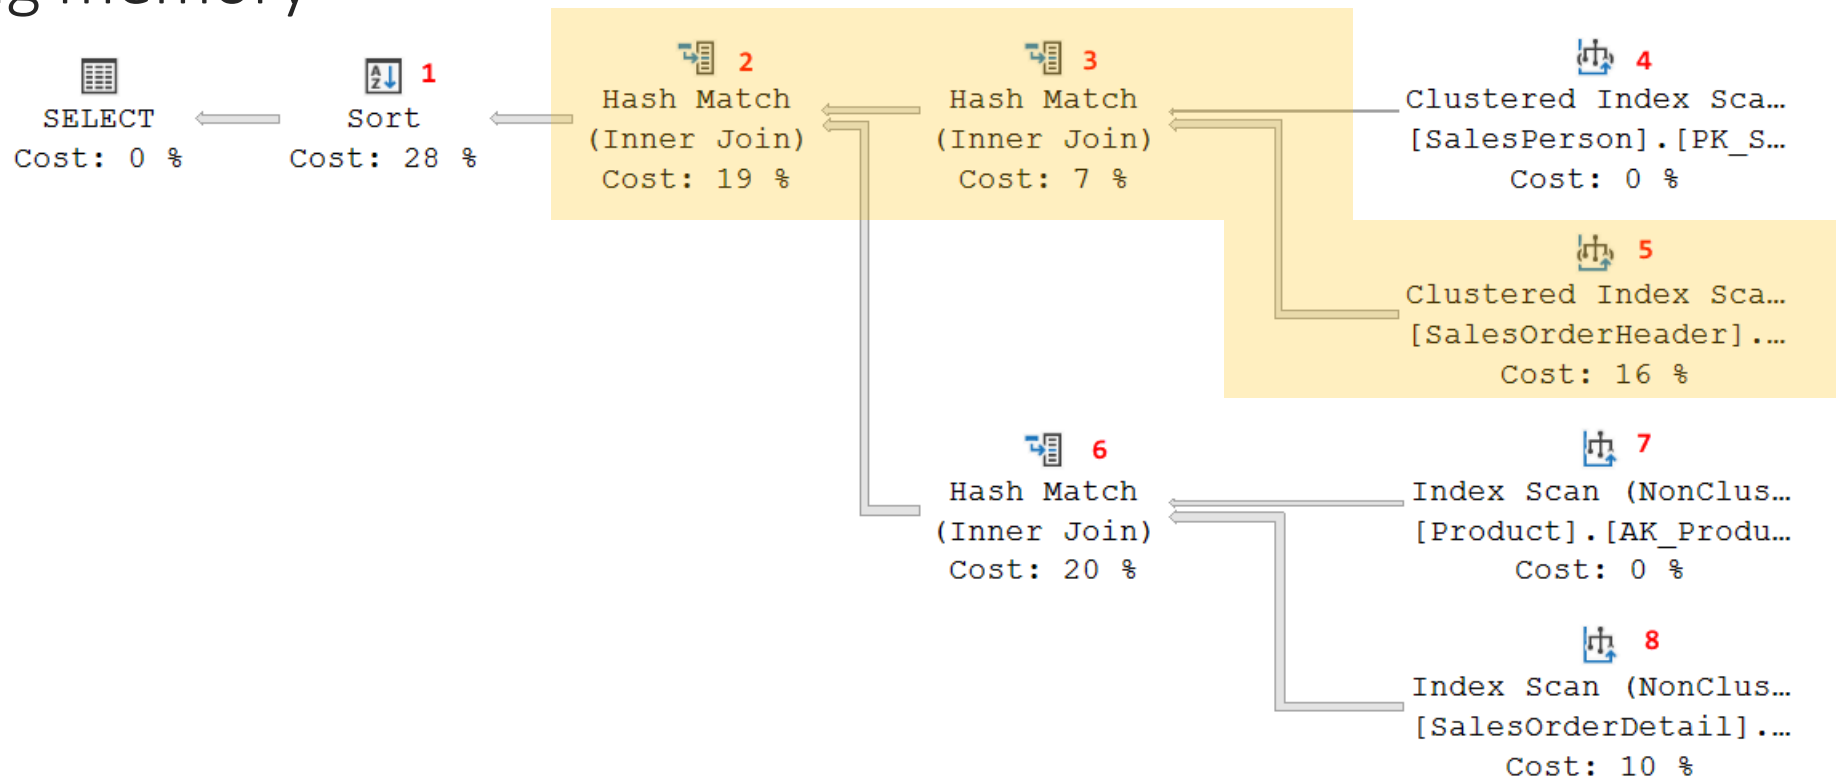 g memory
SELECT
Cost: 0 %
1
Sort
Cost: 28 %
2
Hash Match
(Inner Join)
Cost: 19 %
3
Hash Match
(Inner Join)
Cost: 7 %
4
Clustered Index Sca…
[SalesPerson].[PK_S…
Cost: 0 %
5
Clustered Index Sca…
[SalesOrderHeader].…
Cost: 16 %
6
Hash Match
(Inner Join)
Cost: 20 %
7
Index Scan (NonClus…
[Product].[AK_Produ…
Cost: 0 %
8
Index Scan (NonClus…
[SalesOrderDetail].…
Cost: 10 %